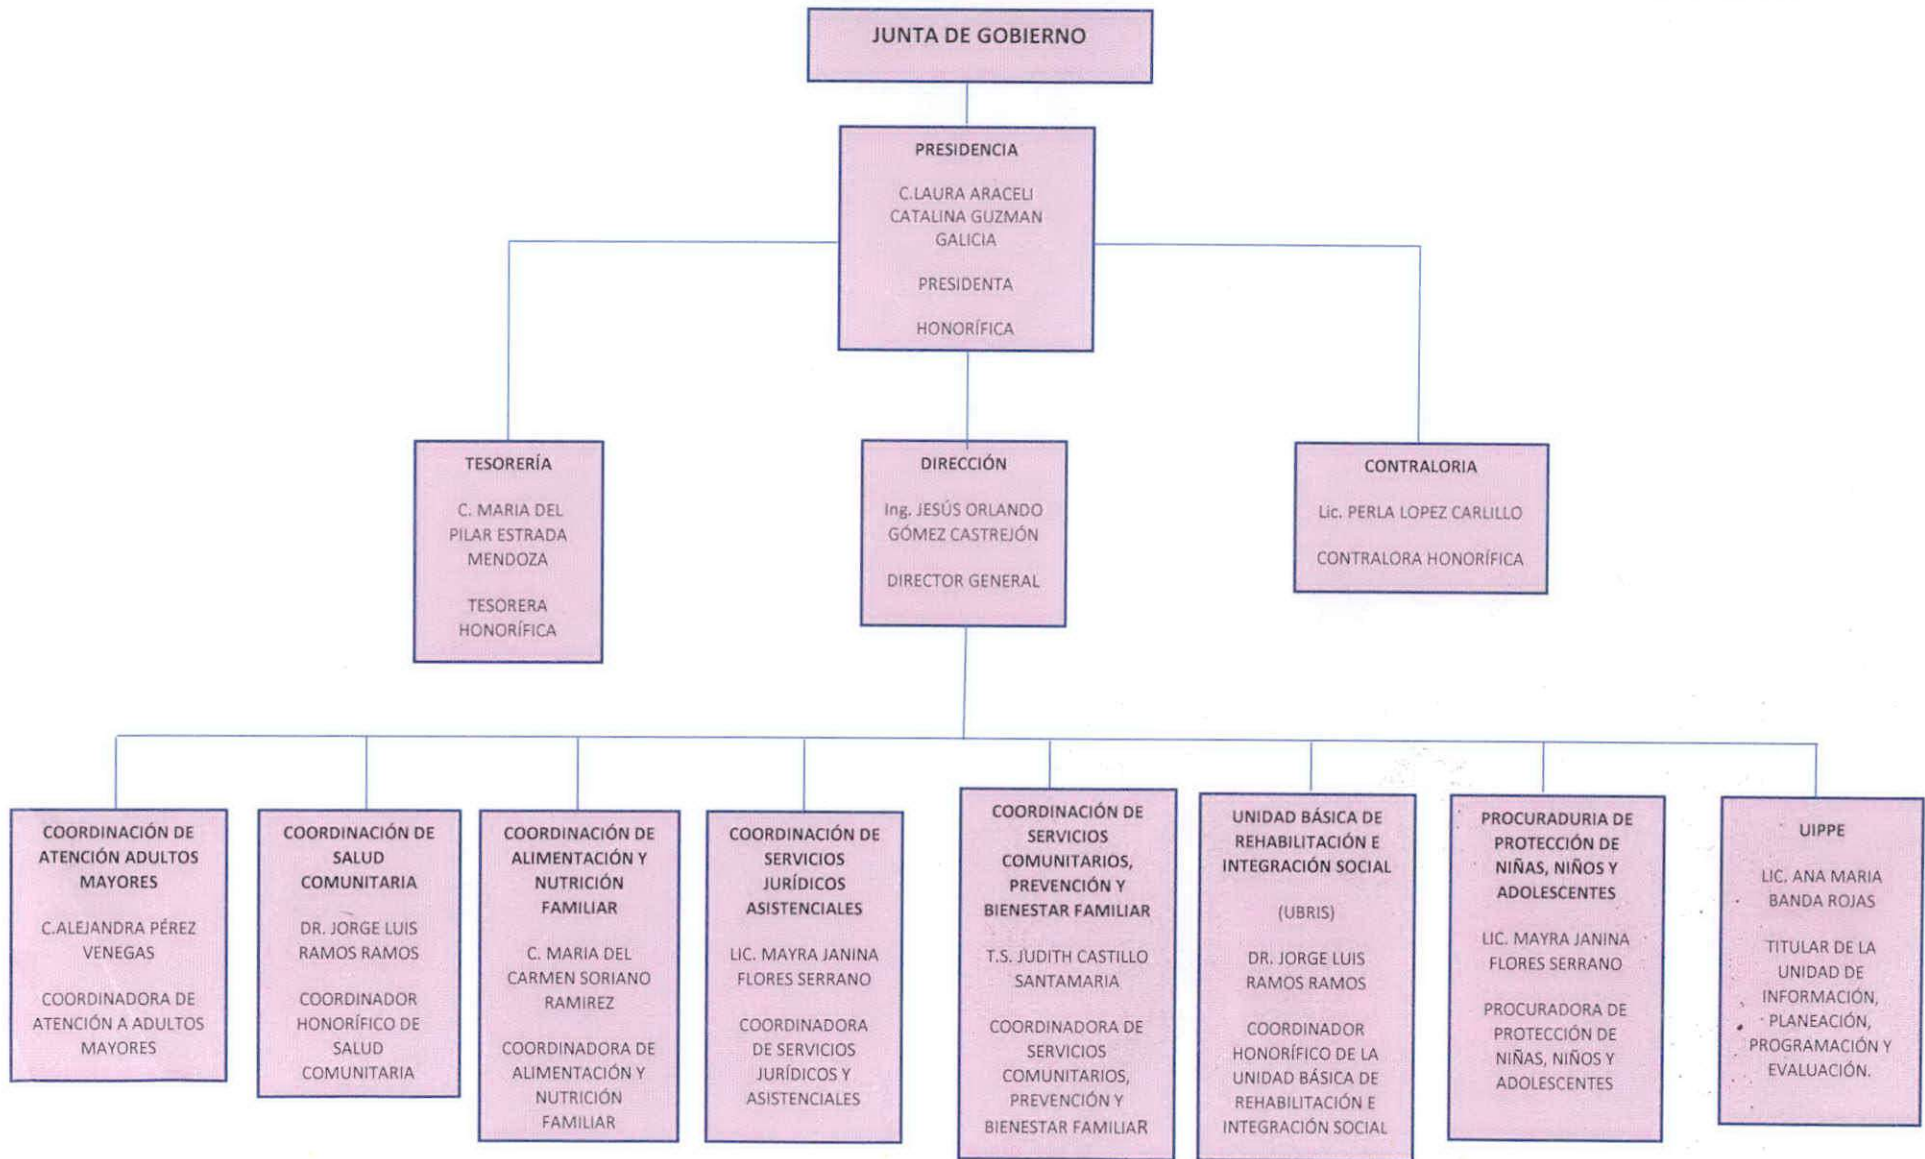 JUNTA DE GOBIERNO
PRESIDENCIA
C.LAURA ARACELI
CATALINA GUZMAN
GALICIA
PRESIDENTA
HONORÍFICA
TESORERÍA
C. MARIA DEL
PILAR ESTRADA
MENDOZA
TESORERA
HONORÍFICA
DIRECCIÓN
Ing. JESÚS ORLANDO
GÓMEZ CASTREJÓN
DIRECTOR GENERAL
CONTRALORIA
Lic. PERLA LOPEZ CARLILLO
CONTRALORA HONORÍFICA
COORDINACIÓN DE
ATENCIÓN ADULTOS
MAYORES
C.ALEJANDRA PÉREZ
VENEGAS
COORDINADORA DE
ATENCIÓN A ADULTOS
MAYORES
COORDINACIÓN DE
SALUD
COMUNITARIA
DR. JORGE LUIS
RAMOS RAMOS
COORDINADOR
HONORÍFICO DE
SALUD
COMUNITARIA
COORDINACIÓN DE
ALIMENTACIÓN Y
NUTRICIÓN
FAMILIAR
C. MARIA DEL
CARMEN SORIANO
RAMIREZ
COORDINADORA DE
ALIMENTACIÓN Y
NUTRICIÓN
FAMILIAR
COORDINACIÓN DE
SERVICIOS
JURÍDICOS
ASISTENCIALES
LIC. MAYRA JANINA
FLORES SERRANO
COORDINADORA
DE SERVICIOS
JURÍDICOS Y
ASISTENCIALES
COORDINACIÓN DE
SERVICIOS
COMUNITARIOS,
PREVENCIÓN Y
BIENESTAR FAMILIAR
T.S. JUDITH CASTILLO
SANTAMARIA
COORDINADORA DE
SERVICIOS
COMUNITARIOS,
PREVENCIÓN Y
BIENESTAR FAMILIAR
UNIDAD BÁSICA DE
REHABILITACIÓN E
INTEGRACIÓN SOCIAL
(UBRIS)
DR. JORGE LUIS
RAMOS RAMOS
COORDINADOR
HONORÍFICO DE LA
UNIDAD BÁSICA DE
REHABILITACIÓN E
INTEGRACIÓN SOCIAL
PROCURADURIA DE
PROTECCIÓN DE
NIÑAS, NIÑOS Y
ADOLESCENTES
LIC. MAYRA JANINA
FLORES SERRANO
PROCURADORA DE
PROTECCIÓN DE
NIÑAS, NIÑOS Y
ADOLESCENTES
UIPPE
LIC. ANA MARIA
BANDA ROJAS
TITULAR DE LA
UNIDAD DE
INFORMACIÓN,
PLANEACIÓN,
PROGRAMACIÓN Y
EVALUACIÓN.